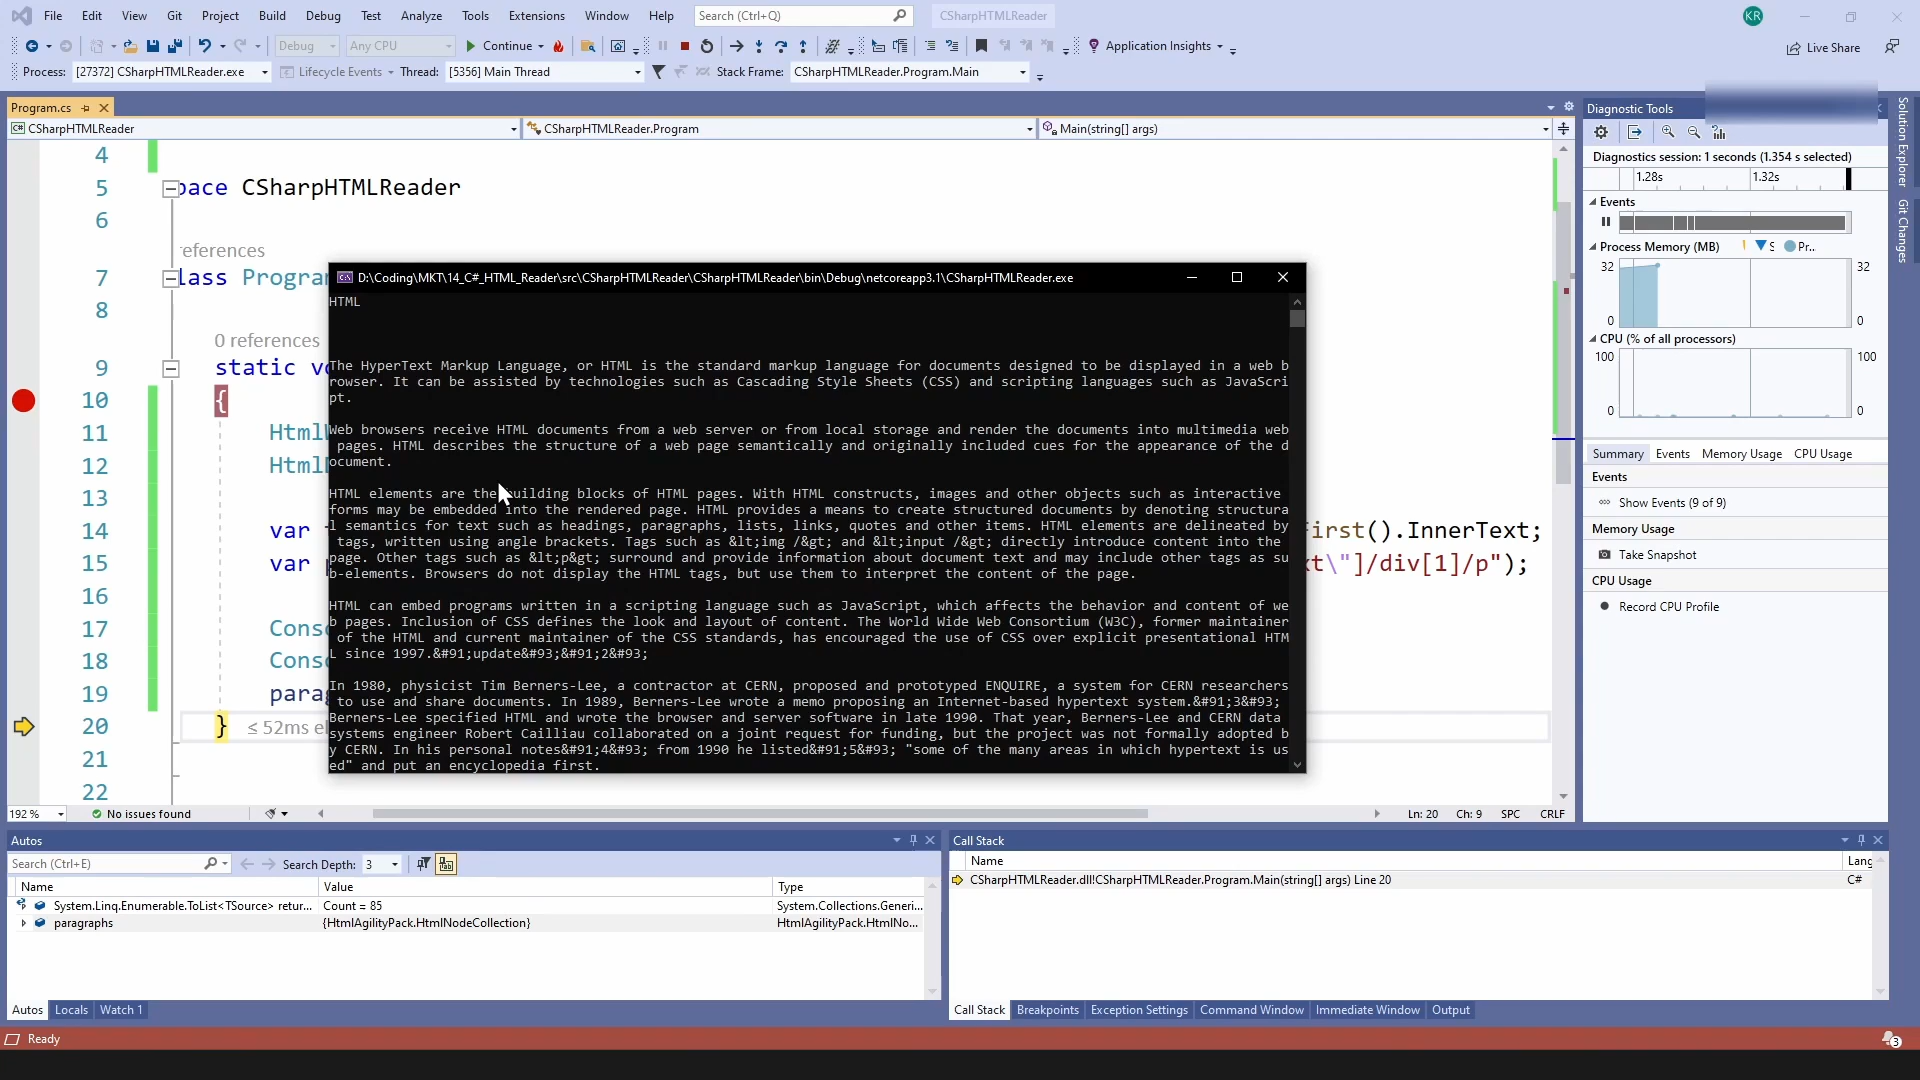 File Edit View Git Project Build Debug Test Analyze Tools Extensions Window Help Search (Ctrl+Q) CSharpHTMLReader KR
Debug Any CPU Continue Application Insights Live Share
Process: [27372] CSharpHTMLReader.exe Lifecycle Events Thread: [5356] Main Thread Stack Frame: CSharpHTMLReader.Program.Main
Program.cs
C# CSharpHTMLReader CSharpHTMLReader.Program Main(string[] args)
4
5 pace CSharpHTMLReader
6
references
7 lass Program
8
0 references
9 static vo
10 {
11 Html
12 Html
13
14 var First().InnerText;
15 var xt\"]/div[1]/p");
16
17 Cons
18 Cons
19 parag
20 } ≤ 52ms el
21
22
D:\Coding\MKT\14_C#_HTML_Reader\src\CSharpHTMLReader\CSharpHTMLReader\bin\Debug\netcoreapp3.1\CSharpHTMLReader.exe
HTML
The HyperText Markup Language, or HTML is the standard markup language for documents designed to be displayed in a web b
rowser. It can be assisted by technologies such as Cascading Style Sheets (CSS) and scripting languages such as JavaScri
pt.
Web browsers receive HTML documents from a web server or from local storage and render the documents into multimedia web
 pages. HTML describes the structure of a web page semantically and originally included cues for the appearance of the d
ocument.
HTML elements are the building blocks of HTML pages. With HTML constructs, images and other objects such as interactive
forms may be embedded into the rendered page. HTML provides a means to create structured documents by denoting structura
l semantics for text such as headings, paragraphs, lists, links, quotes and other items. HTML elements are delineated by
 tags, written using angle brackets. Tags such as &lt;img /&gt; and &lt;input /&gt; directly introduce content into the
page. Other tags such as &lt;p&gt; surround and provide information about document text and may include other tags as su
b-elements. Browsers do not display the HTML tags, but use them to interpret the content of the page.
HTML can embed programs written in a scripting language such as JavaScript, which affects the behavior and content of we
b pages. Inclusion of CSS defines the look and layout of content. The World Wide Web Consortium (W3C), former maintainer
 of the HTML and current maintainer of the CSS standards, has encouraged the use of CSS over explicit presentational HTM
L since 1997.&#91;update&#93;&#91;2&#93;
In 1980, physicist Tim Berners-Lee, a contractor at CERN, proposed and prototyped ENQUIRE, a system for CERN researchers
 to use and share documents. In 1989, Berners-Lee wrote a memo proposing an Internet-based hypertext system.&#91;3&#93;
Berners-Lee specified HTML and wrote the browser and server software in late 1990. That year, Berners-Lee and CERN data
systems engineer Robert Cailliau collaborated on a joint request for funding, but the project was not formally adopted b
y CERN. In his personal notes&#91;4&#93; from 1990 he listed&#91;5&#93; "some of the many areas in which hypertext is us
ed" and put an encyclopedia first.
192 % No issues found Ln: 20 Ch: 9 SPC CRLF
Diagnostic Tools
Diagnostics session: 1 seconds (1.354 s selected)
1.28s 1.32s
Events
Process Memory (MB) S Pr...
32 32
0 0
CPU (% of all processors)
100 100
0 0
Summary Events Memory Usage CPU Usage
Events
Show Events (9 of 9)
Memory Usage
Take Snapshot
CPU Usage
Record CPU Profile
Solution Explorer
Git Changes
Autos
Search (Ctrl+E) Search Depth: 3
Name Value Type
System.Linq.Enumerable.ToList<TSource> retur... Count = 85 System.Collections.Generi...
paragraphs {HtmlAgilityPack.HtmlNodeCollection} HtmlAgilityPack.HtmlNo...
Autos Locals Watch 1
Call Stack
Name Lang
CSharpHTMLReader.dll!CSharpHTMLReader.Program.Main(string[] args) Line 20 C#
Call Stack Breakpoints Exception Settings Command Window Immediate Window Output
Ready 3